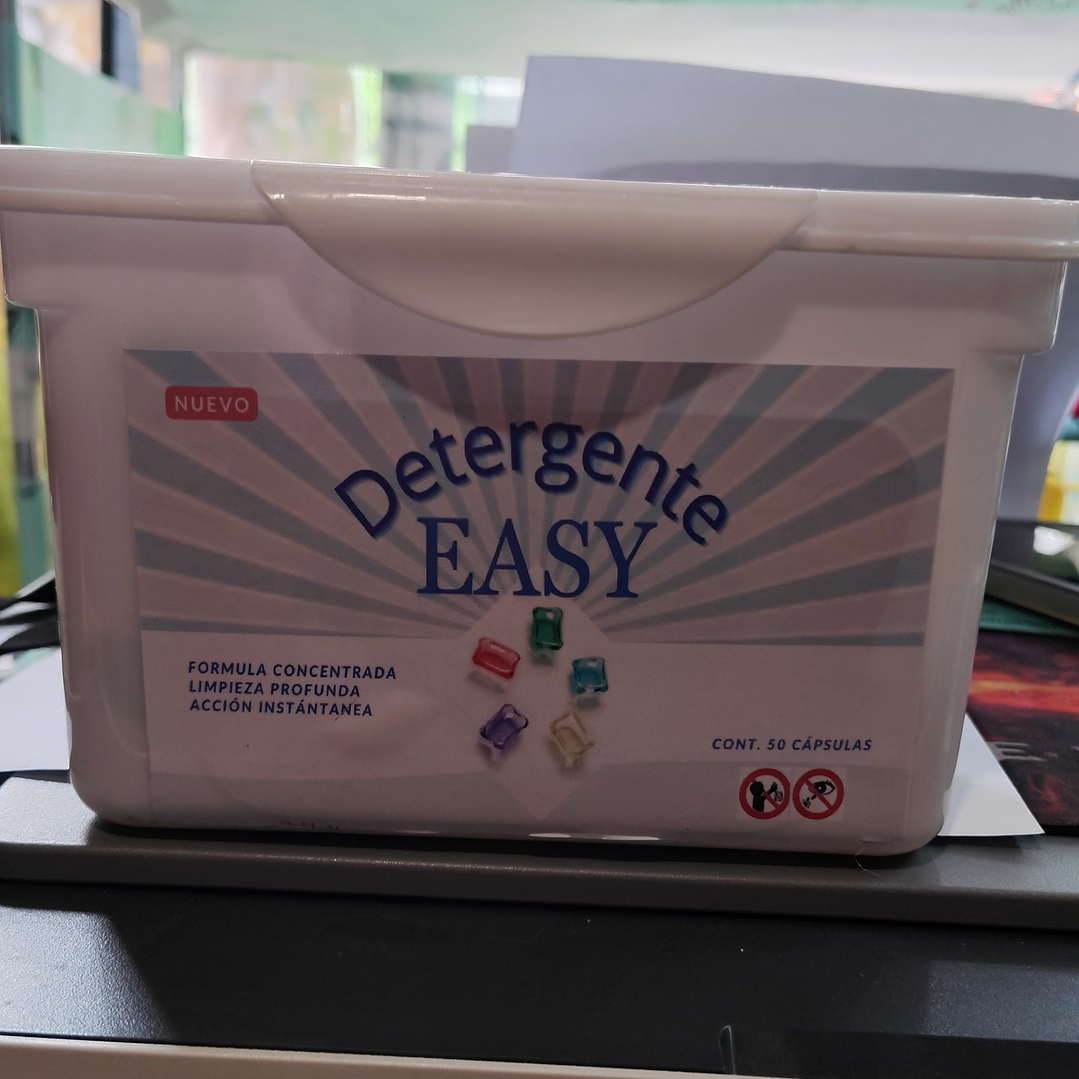 NUEVO
Detergente
EASY
FORMULA CONCENTRADA
LIMPIEZA PROFUNDA
ACCIÓN INSTÁNTANEA
CONT. 50 CÁPSULAS